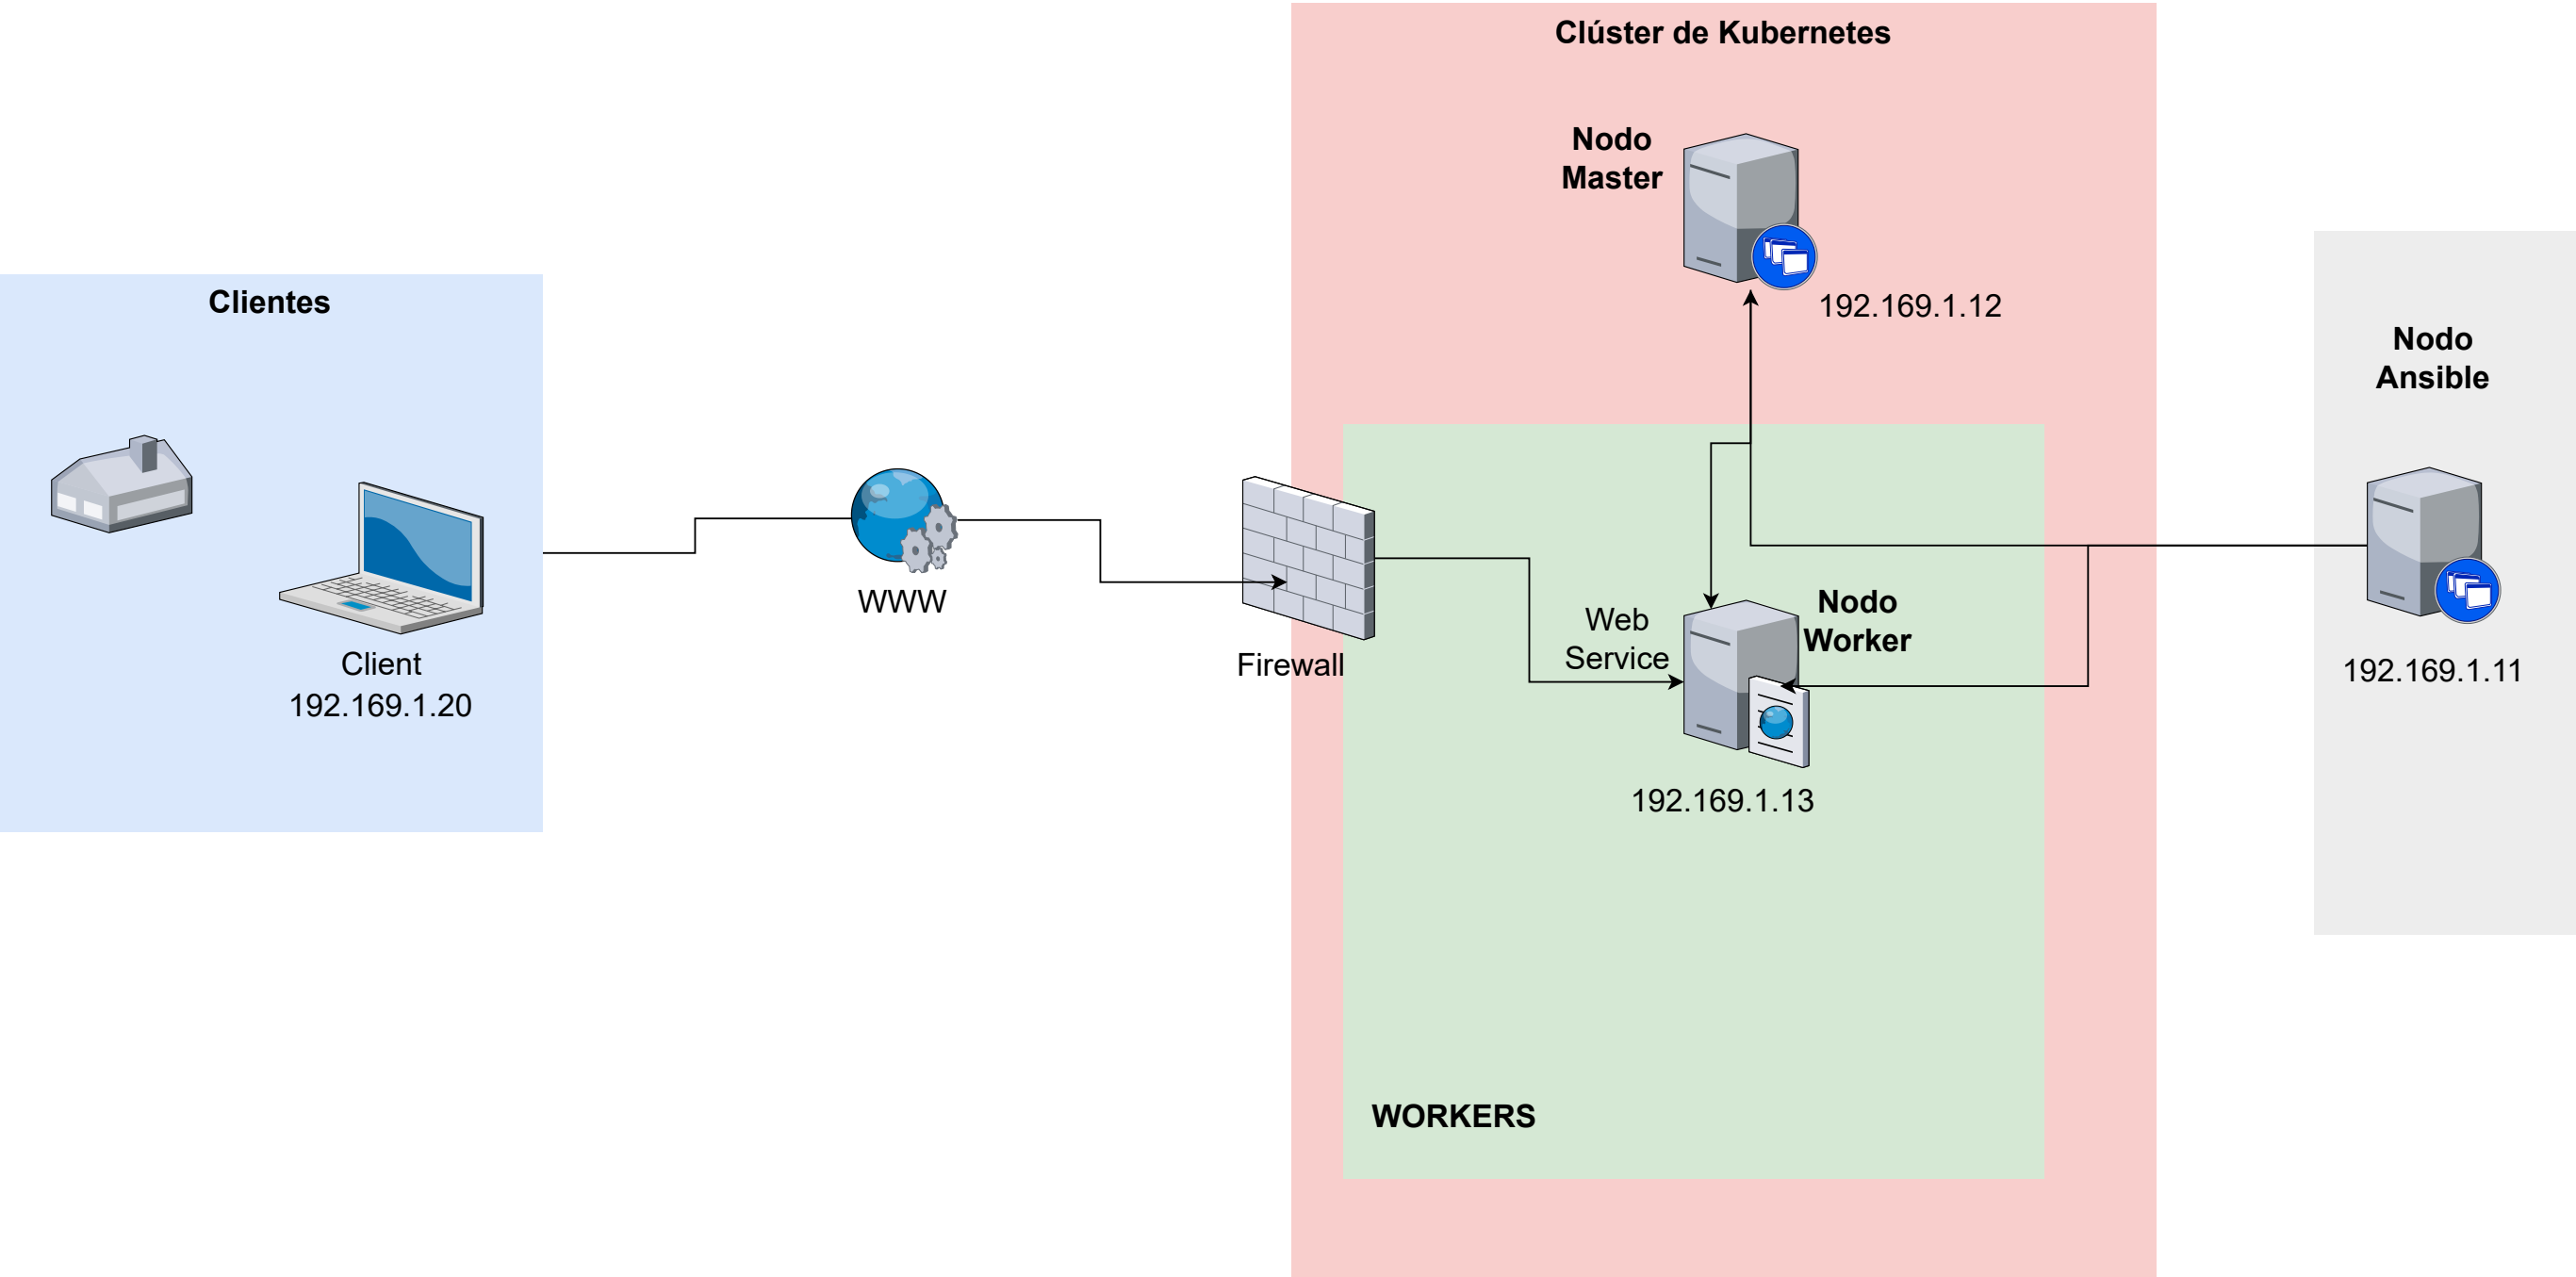 Clúster de Kubernetes
Nodo
Master
192.169.1.12
Clientes
Client
192.169.1.20
WWW
Firewall
Web
Service
Nodo
Worker
192.169.1.13
WORKERS
Nodo
Ansible
192.169.1.11